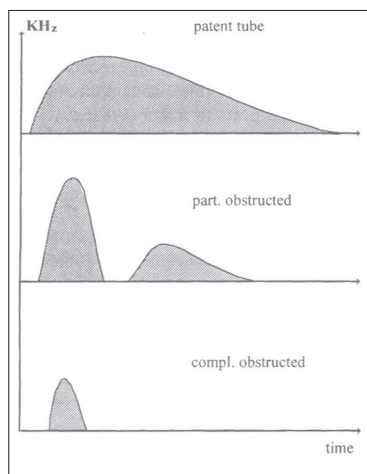 KHz
patent tube
part. obstructed
compl. obstructed
time